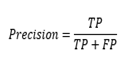 Precision = TP / (TP + FP)